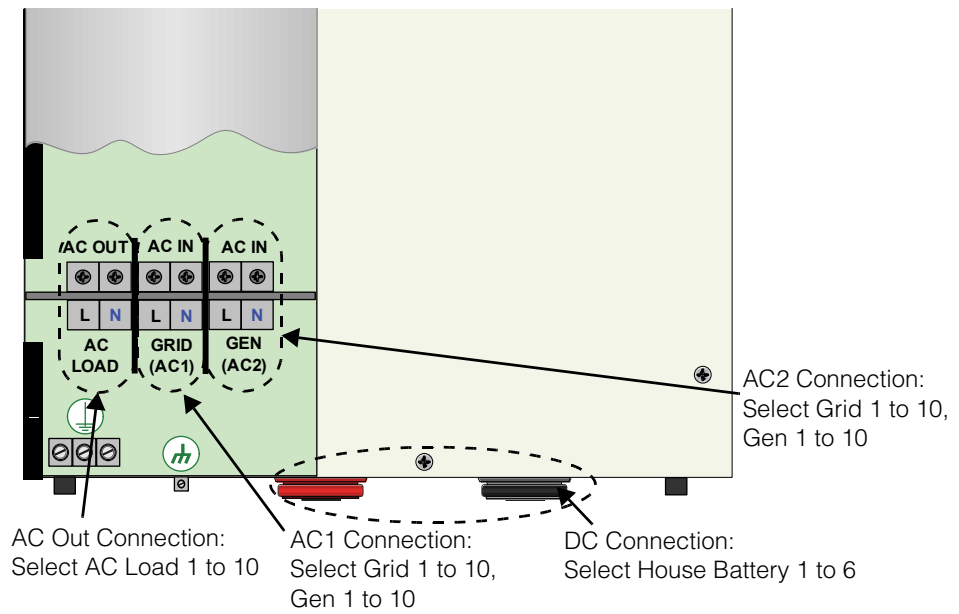 AC OUT AC IN AC IN
L N L N L N
AC LOAD
GRID (AC1)
GEN (AC2)
AC2 Connection:
Select Grid 1 to 10,
Gen 1 to 10
AC Out Connection:
Select AC Load 1 to 10
AC1 Connection:
Select Grid 1 to 10,
Gen 1 to 10
DC Connection:
Select House Battery 1 to 6